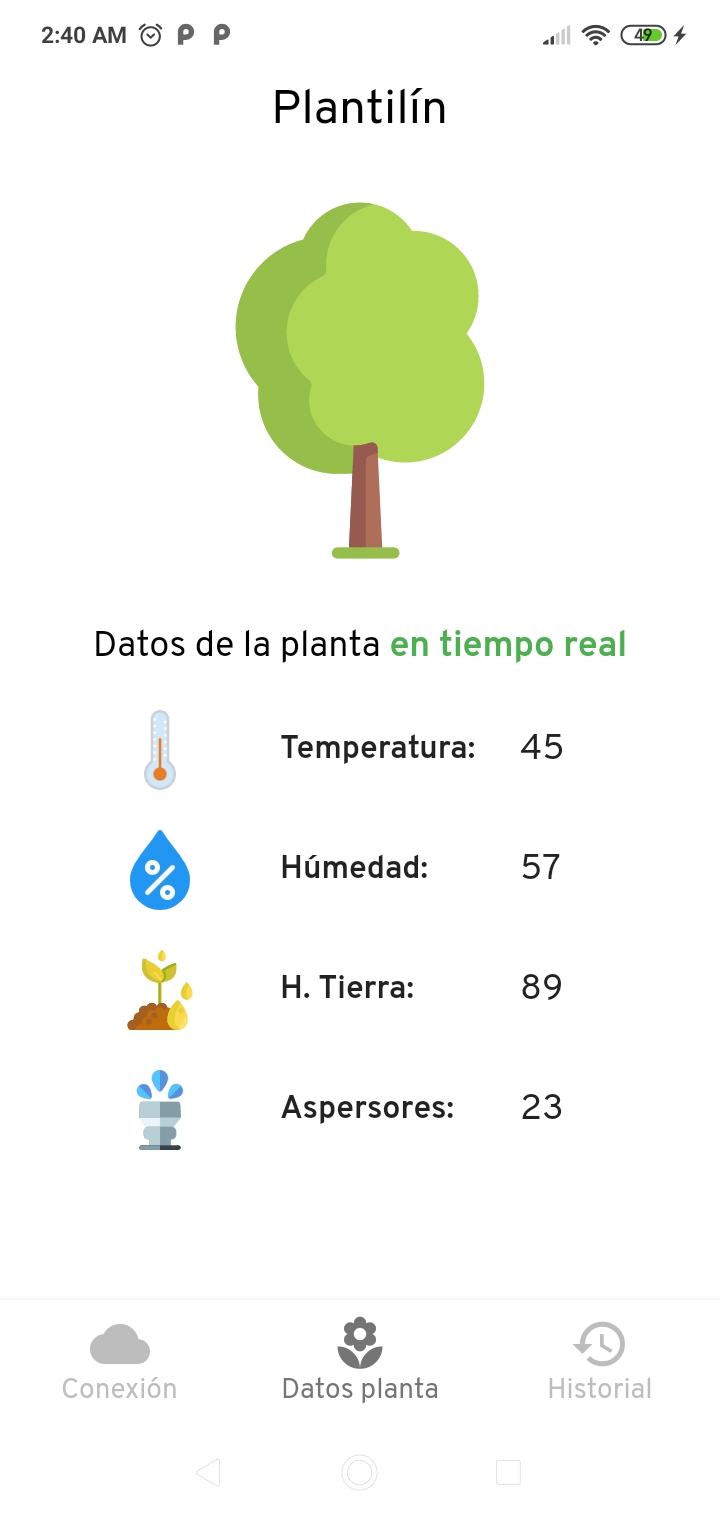 2:40 AM 49
Plantilín
Datos de la planta en tiempo real
Temperatura: 45
Húmedad: 57
H. Tierra: 89
Aspersores: 23
Conexión Datos planta Historial